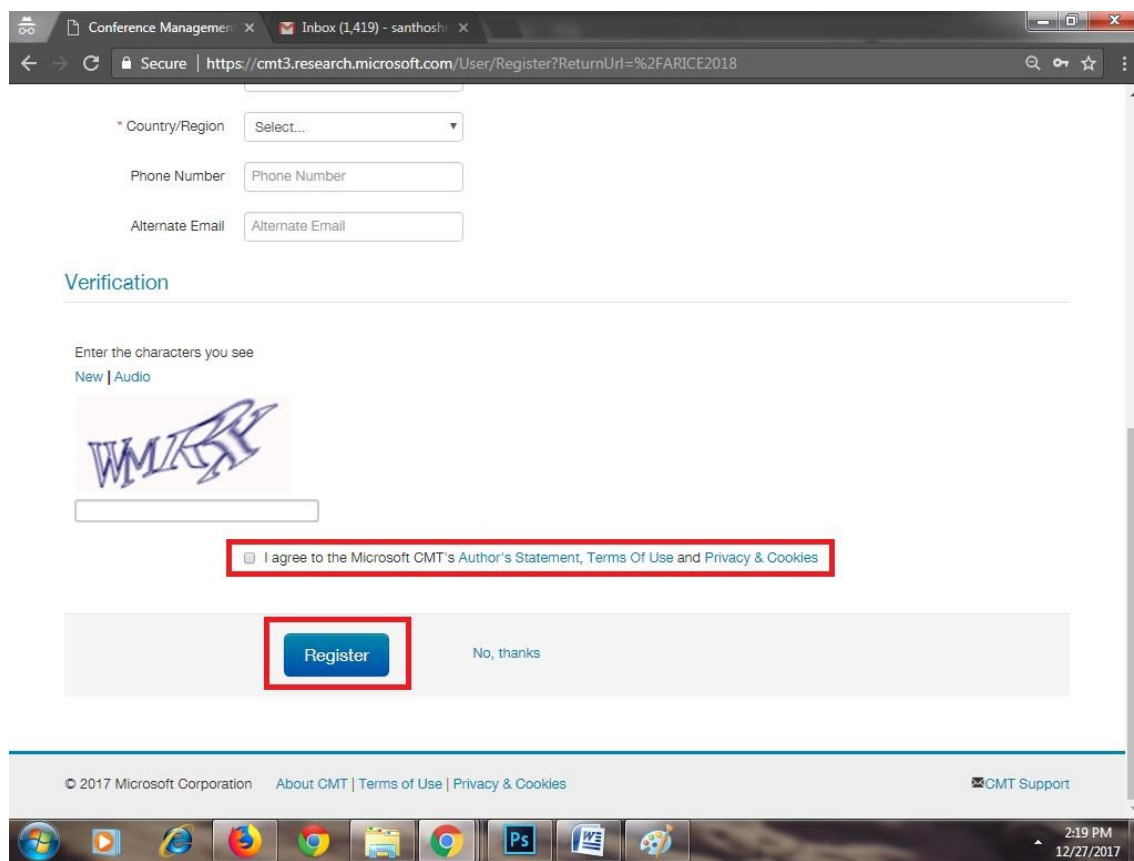 Conference Managemen
Inbox (1,419) - santhoshr
Secure | https://cmt3.research.microsoft.com/User/Register?ReturnUrl=%2FARICE2018
* Country/Region Select...
Phone Number Phone Number
Alternate Email Alternate Email
Verification
Enter the characters you see
New | Audio
I agree to the Microsoft CMT's Author's Statement, Terms Of Use and Privacy & Cookies
Register No, thanks
© 2017 Microsoft Corporation About CMT | Terms of Use | Privacy & Cookies CMT Support
Ps
2:19 PM
12/27/2017